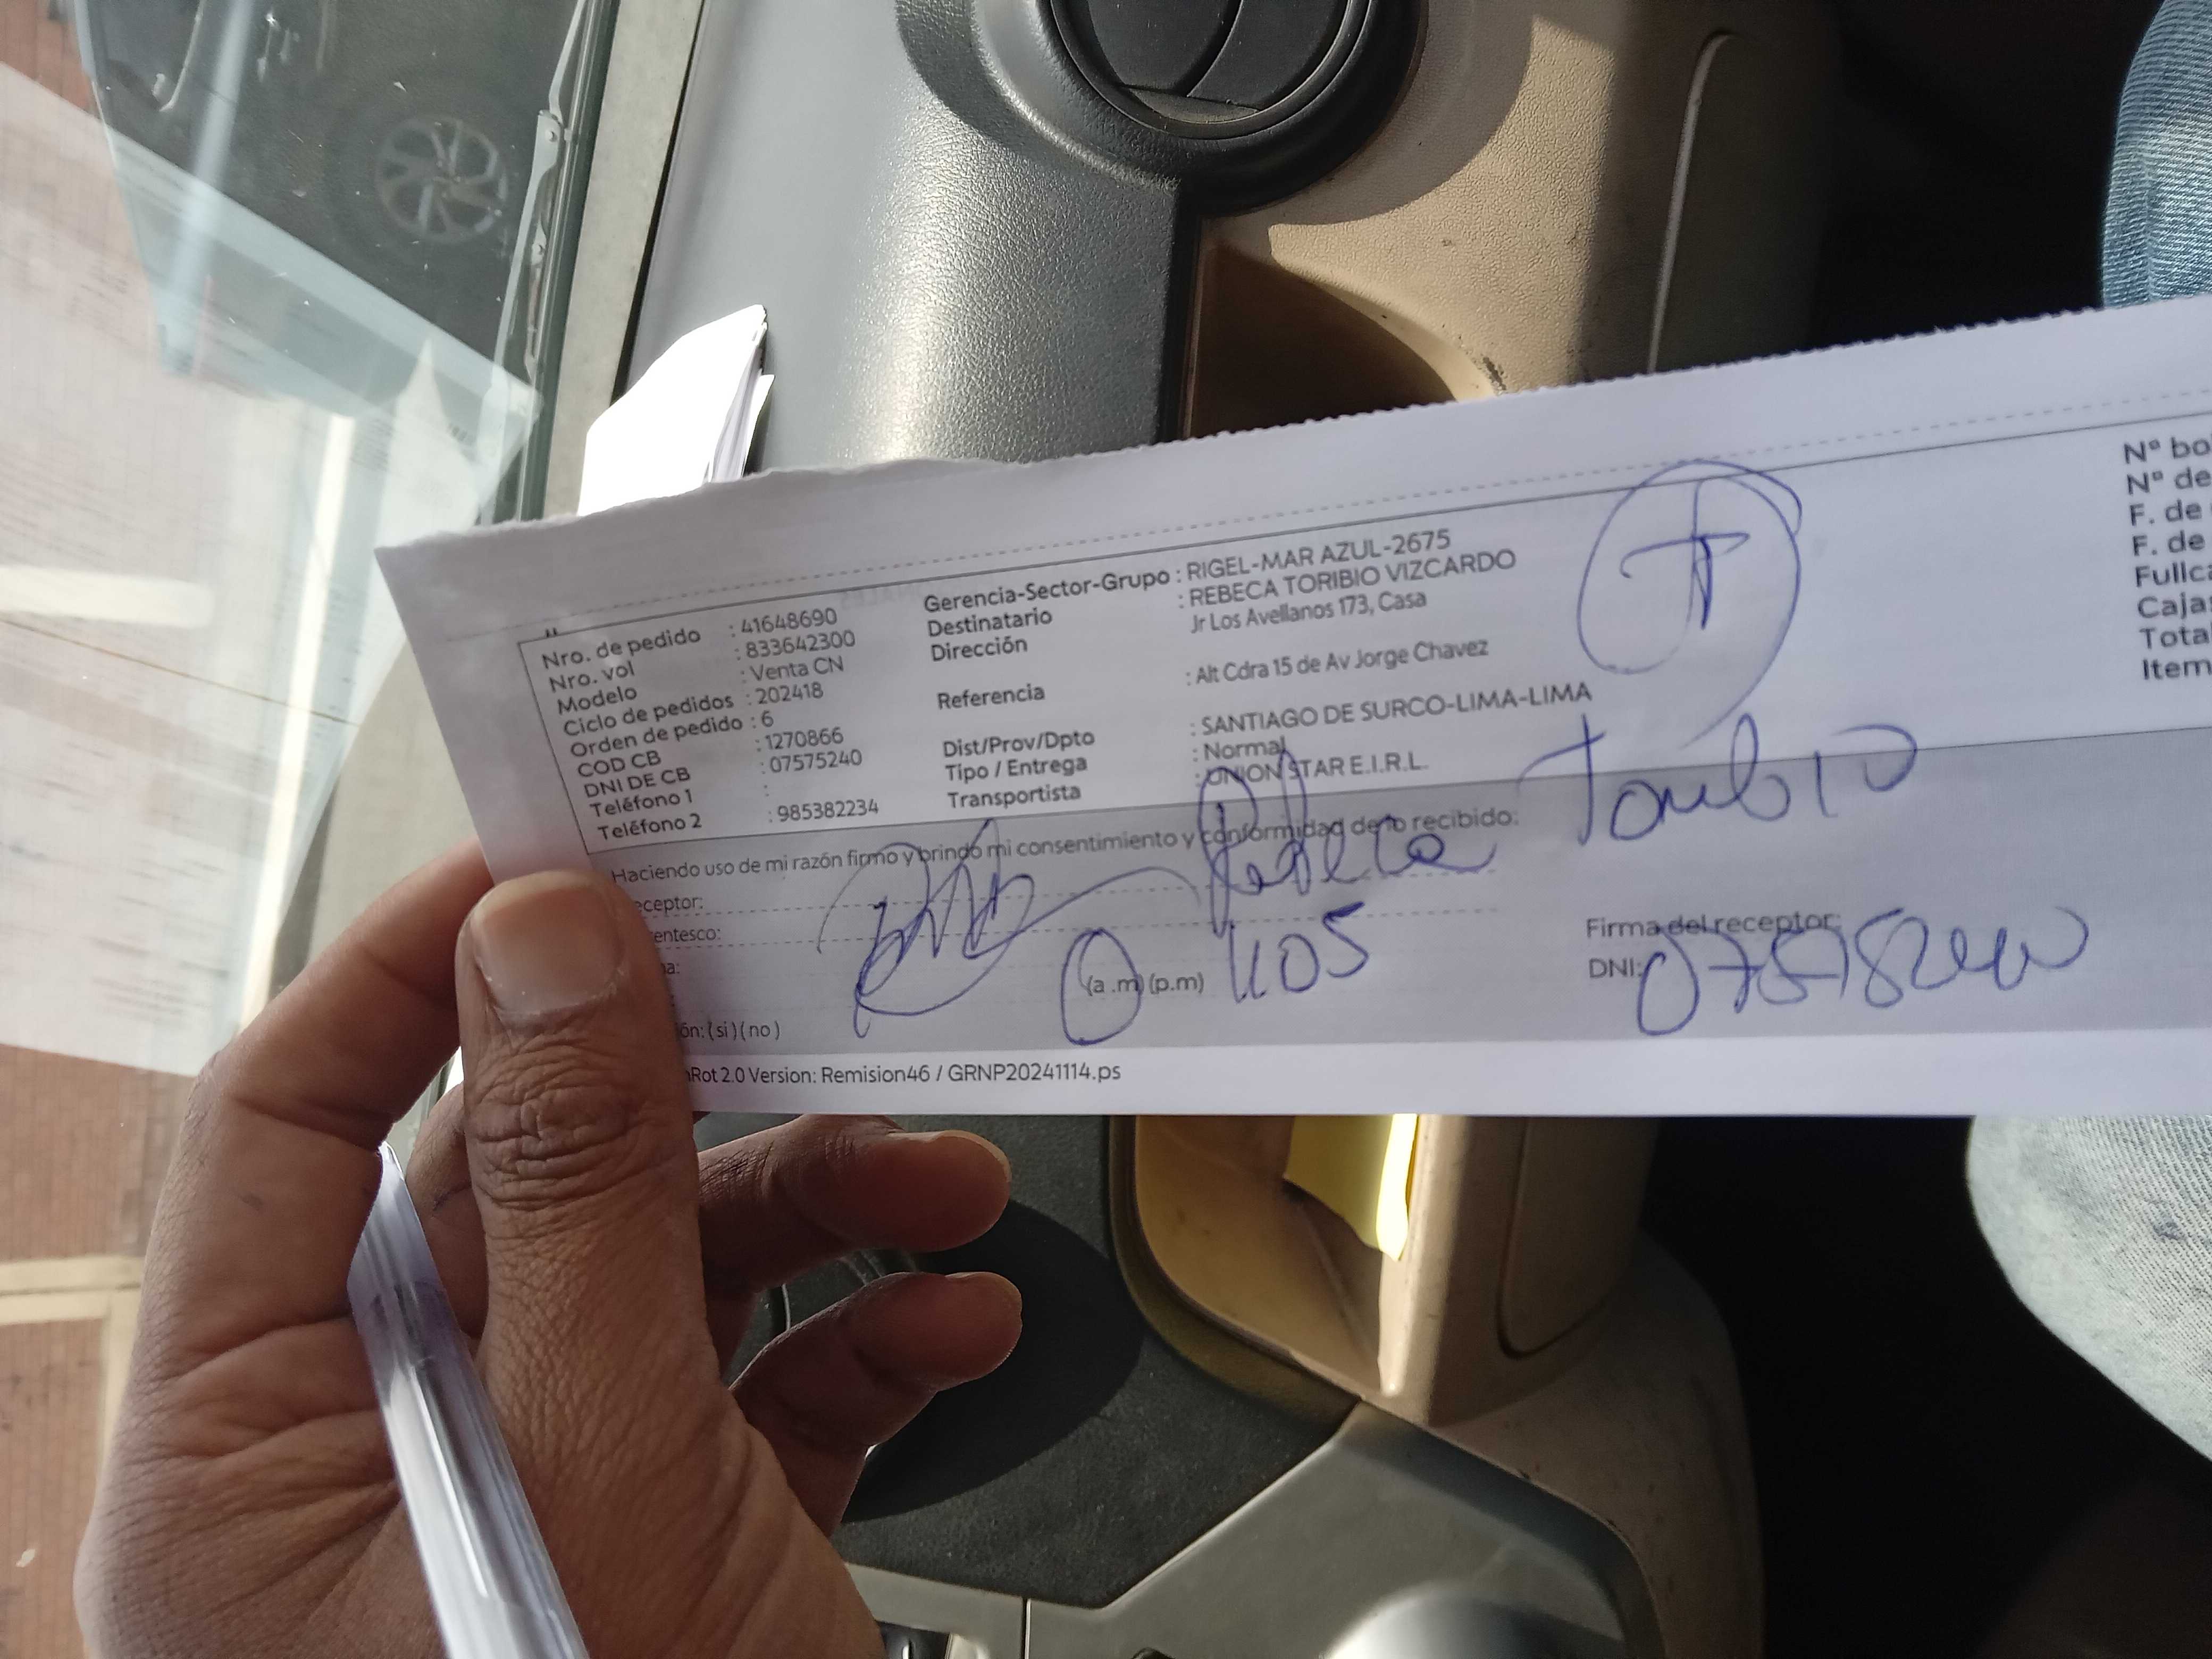 Nro. de pedido : 41648690
Nro. vol : 833642300
Modelo : Venta CN
Ciclo de pedidos : 202418
Orden de pedido : 6
COD CB : 1270866
DNI DE CB : 07575240
Teléfono 1 :
Teléfono 2 : 985382234
Gerencia-Sector-Grupo : RIGEL-MAR AZUL-2675
Destinatario : REBECA TORIBIO VIZCARDO
Dirección Jr Los Avellanos 173, Casa
Referencia : Alt Cdra 15 de Av Jorge Chavez
Dist/Prov/Dpto : SANTIAGO DE SURCO-LIMA-LIMA
Tipo / Entrega : Normal
Transportista : UNION STAR E.I.R.L.
Nº bo
Nº de
F. de
F. de
Fullca
Cajas
Total
Item
Haciendo uso de mi razón firmo y brindo mi consentimiento y conformidad de lo recibido:
Rebeca Toribio
eceptor:
entesco:
a:
(a .m) (p.m) 1105
Firma del receptor:
DNI:
ón: ( si ) ( no )
Rot 2.0 Version: Remision46 / GRNP20241114.ps